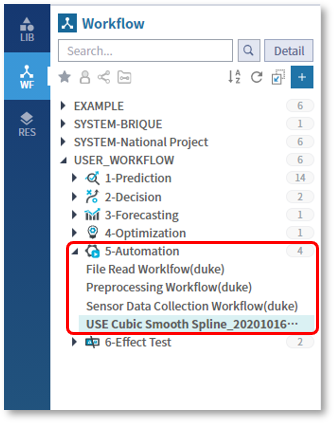 LIB
WF
RES
Workflow
Search...
Detail
EXAMPLE 6
SYSTEM-BRIQUE 1
SYSTEM-National Project 6
USER_WORKFLOW 6
1-Prediction 14
2-Decision 2
3-Forecasting 1
4-Optimization 1
5-Automation 4
File Read Worklfow(duke)
Preprocessing Workflow(duke)
Sensor Data Collection Workflow(duke)
USE Cubic Smooth Spline_20201016···
6-Effect Test 2